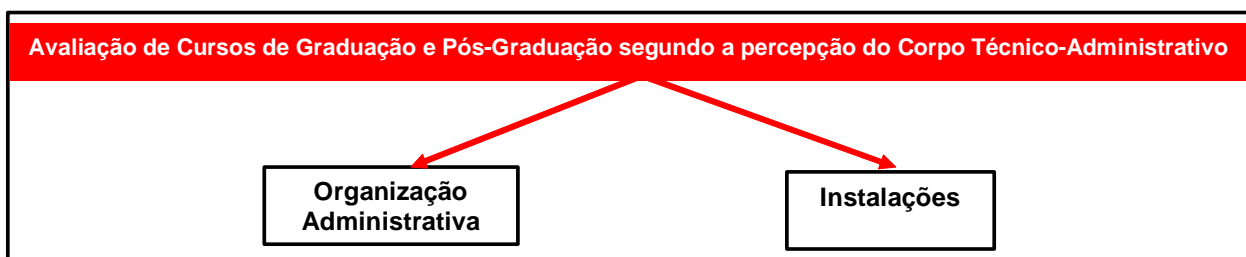 Avaliação de Cursos de Graduação e Pós-Graduação segundo a percepção do Corpo Técnico-Administrativo
Organização
Administrativa
Instalações